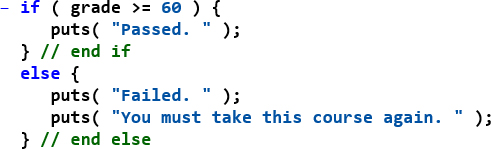 – if ( grade >= 60 ) {
puts( "Passed. " );
} // end if
else {
puts( "Failed. " );
puts( "You must take this course again. " );
} // end else